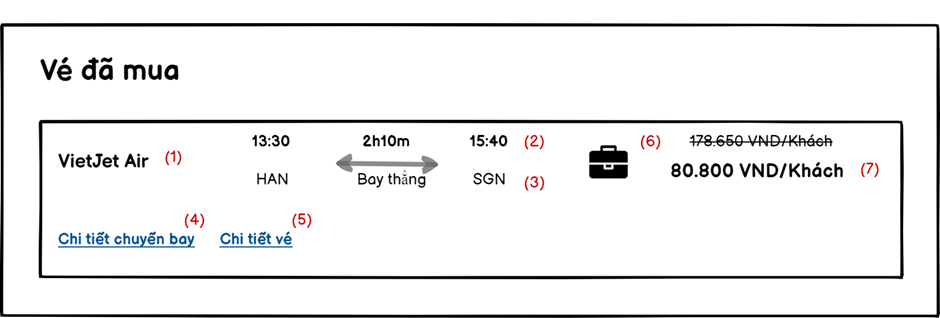 Vé đã mua
13:30 2h10m 15:40 (2) (6) 178.650 VND/Khách
VietJet Air (1)
80.800 VND/Khách (7)
HAN Bay thẳng SGN (3)
(4) (5)
Chi tiết chuyến bay Chi tiết vé